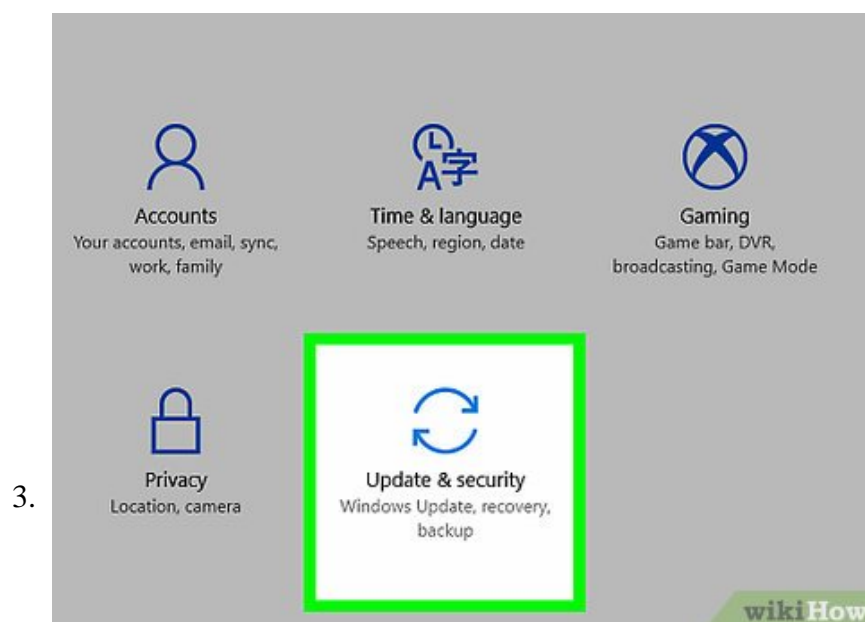 Accounts
Your accounts, email, sync,
work, family
Time & language
Speech, region, date
Gaming
Game bar, DVR,
broadcasting, Game Mode
3.
Privacy
Location, camera
Update & security
Windows Update, recovery,
backup
wikiHow